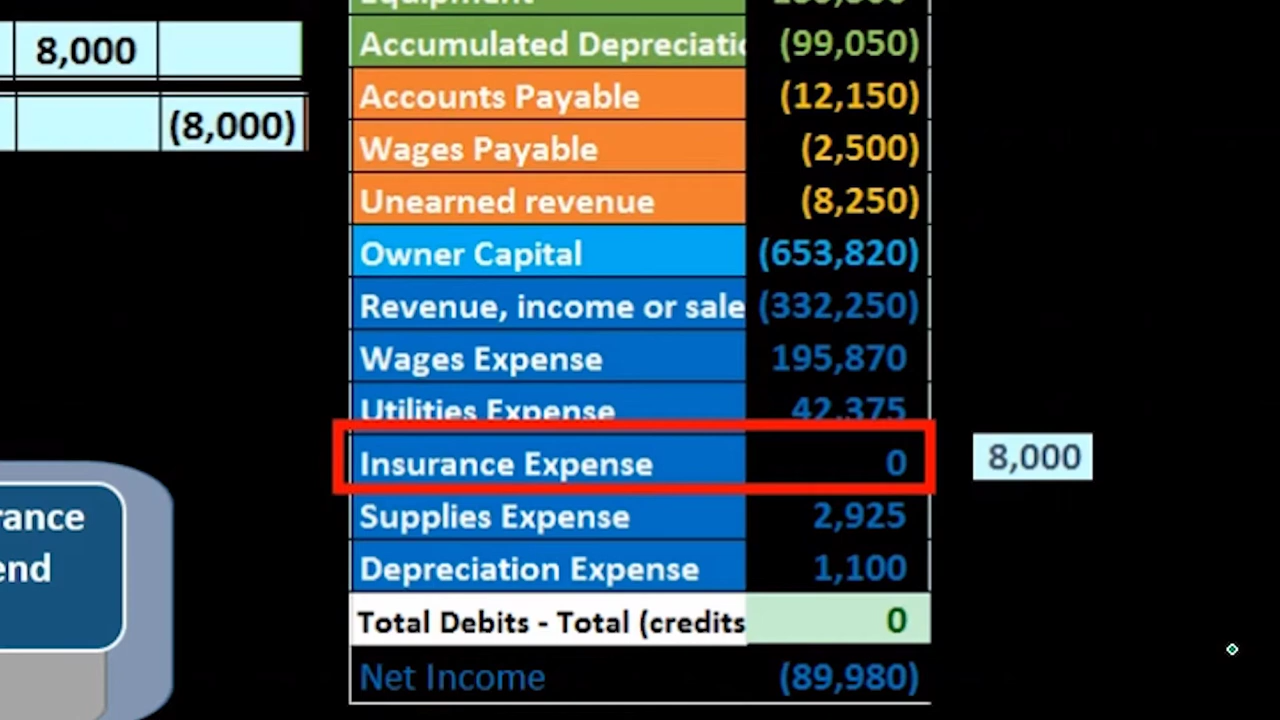 8,000
(8,000)
Accumulated Depreciatio (99,050)
Accounts Payable (12,150)
Wages Payable (2,500)
Unearned revenue (8,250)
Owner Capital (653,820)
Revenue, income or sale (332,250)
Wages Expense 195,870
Utilities Expense 42,375
Insurance Expense 0 8,000
Supplies Expense 2,925
Depreciation Expense 1,100
Total Debits - Total (credits 0
Net Income (89,980)
rance
end